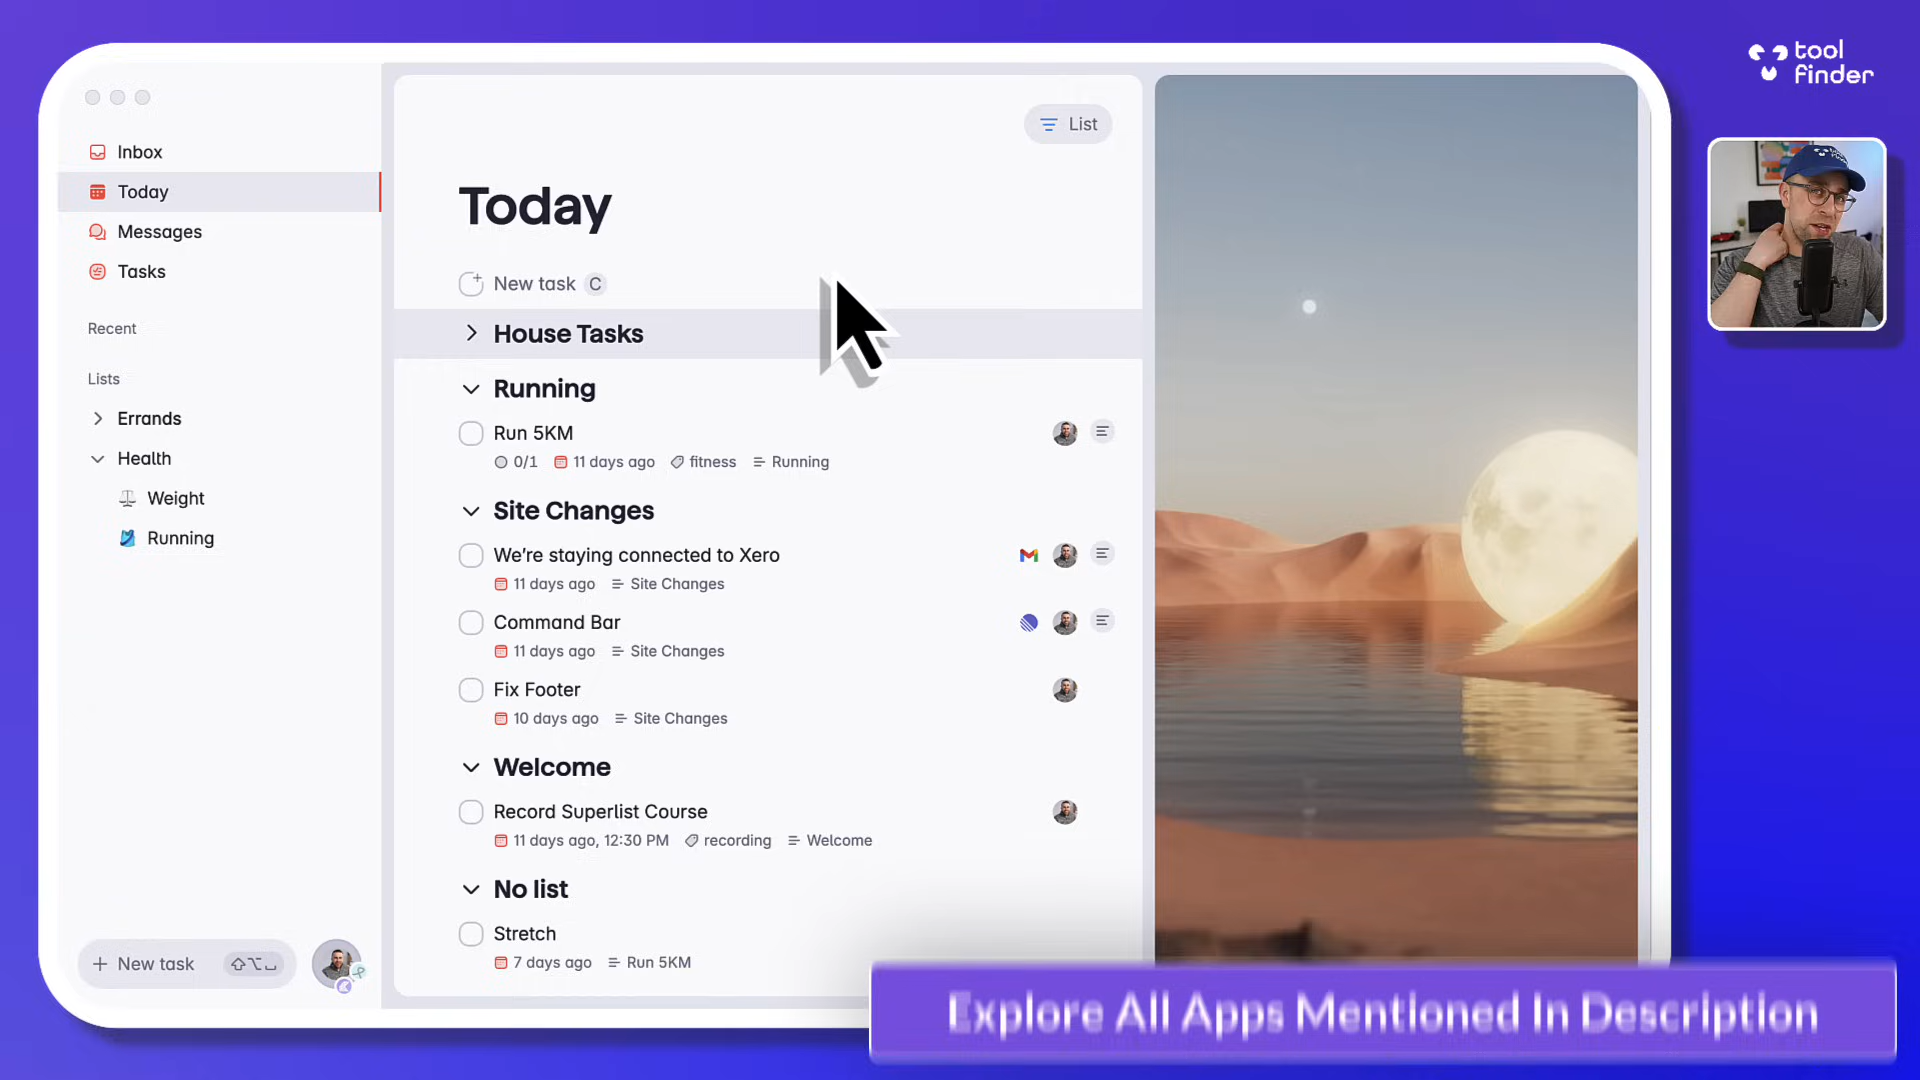 tool
finder
Inbox
Today
Messages
Tasks
Recent
Lists
Errands
Health
Weight
Running
New task
List
Today
New task C
House Tasks
Running
Run 5KM
0/1 11 days ago fitness Running
Site Changes
We're staying connected to Xero
11 days ago Site Changes
Command Bar
11 days ago Site Changes
Fix Footer
10 days ago Site Changes
Welcome
Record Superlist Course
11 days ago, 12:30 PM recording Welcome
No list
Stretch
7 days ago Run 5KM
Explore All Apps Mentioned In Description